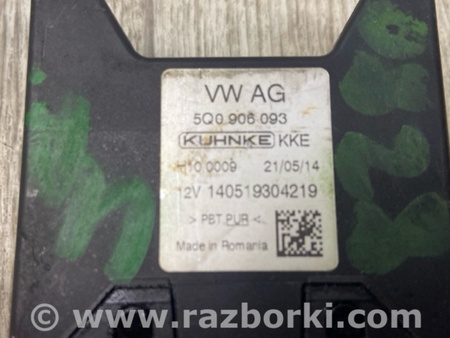 VW AG
5Q0 906 093
KUHNKE KKE
H10 0009 21/05/14
12V 140519304219
> PBT PUR <
Made in Romania
© www.razborki.com